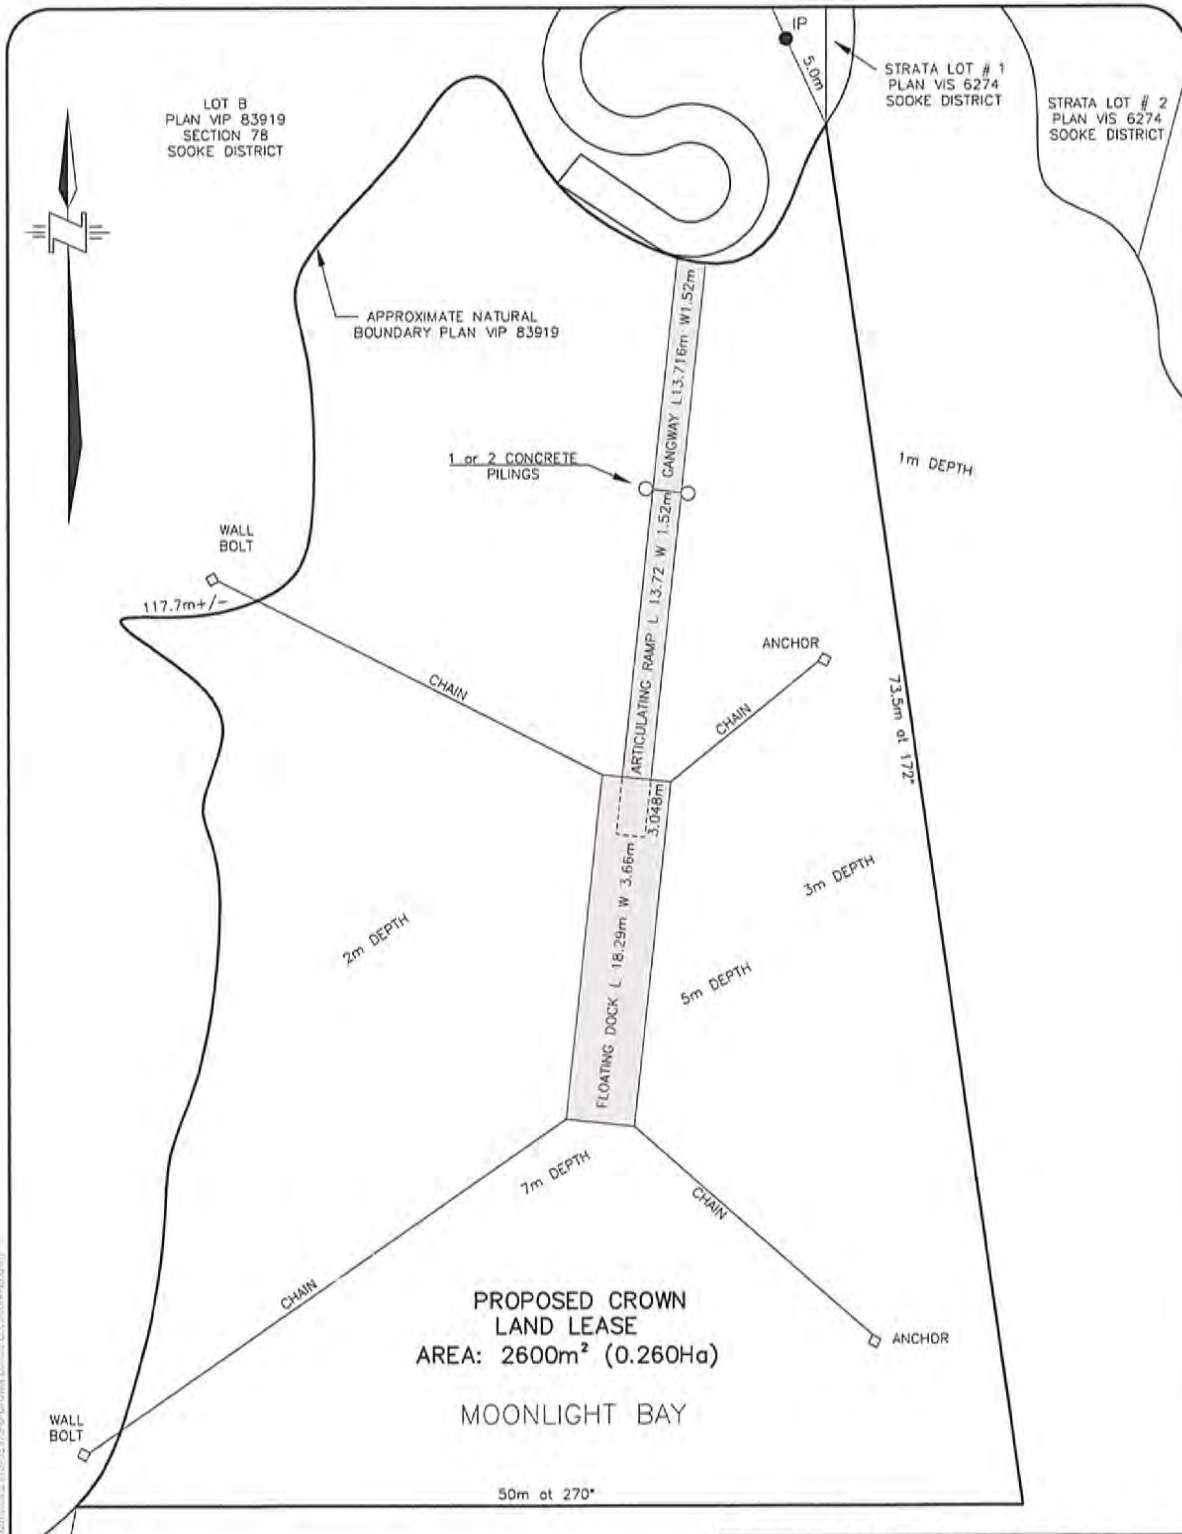 IP
5.0m
STRATA LOT # 1
PLAN VIS 6274
SOOKE DISTRICT
STRATA LOT # 2
PLAN VIS 6274
SOOKE DISTRICT
LOT B
PLAN VIP 83919
SECTION 78
SOOKE DISTRICT
N
APPROXIMATE NATURAL
BOUNDARY PLAN VIP 83919
GANGWAY L13.716m W1.52m
1 or 2 CONCRETE
PILINGS
1m DEPTH
WALL
BOLT
117.7m+/-
ARTICULATING RAMP L 13.72 W 1.52m
ANCHOR
CHAIN
CHAIN
73.5m at 172°
3.048m
FLOATING DOCK L 18.29m W 3.66m
3m DEPTH
2m DEPTH
5m DEPTH
7m DEPTH
CHAIN
CHAIN
PROPOSED CROWN
LAND LEASE
AREA: 2600m² (0.260Ha)
ANCHOR
MOONLIGHT BAY
WALL
BOLT
50m at 270°